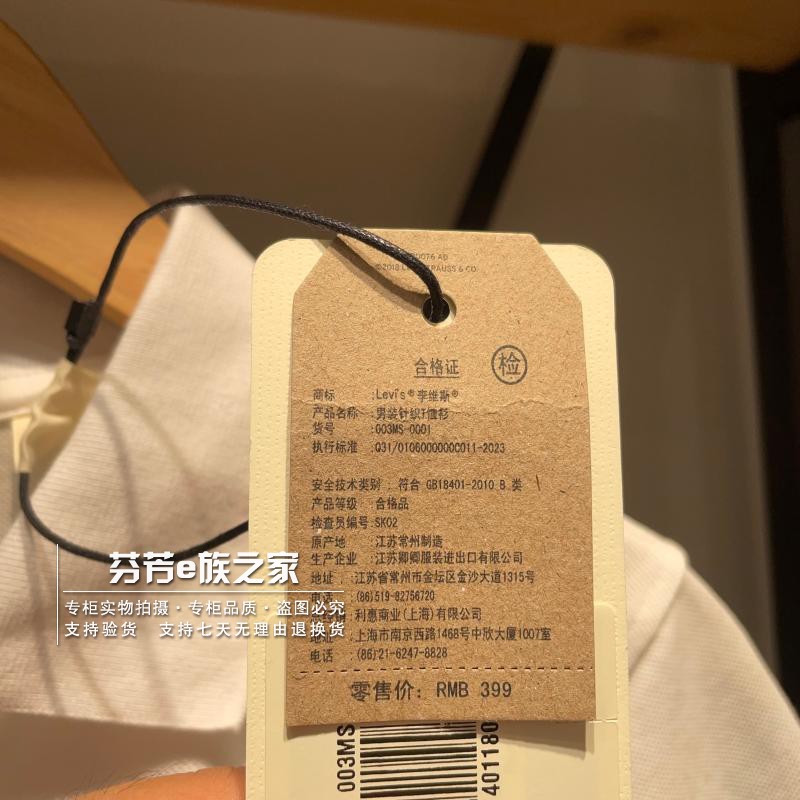 ©2018 LEVI STRAUSS & CO.
合格证 检
商标 :Levi's®李维斯®
产品名称 :男装针织T恤衫
货号 :003MS-0001
执行标准 :Q31/0106000000C011-2023
安全技术类别 :符合 GB18401-2010 B 类
产品等级 :合格品
检查员编号:SK02
原产地 :江苏常州制造
生产企业 :江苏卿卿服装进出口有限公司
地址 :江苏省常州市金坛区金沙大道1315号
电话 :(86)519-82756720
利惠商业(上海)有限公司
地址 :上海市南京西路1468号中欣大厦1007室
电话 :(86)21-6247-8828
零售价: RMB 399
003MS
401180
芬芳e族之家
专柜实物拍摄·专柜品质·盗图必究
支持验货 支持七天无理由退换货